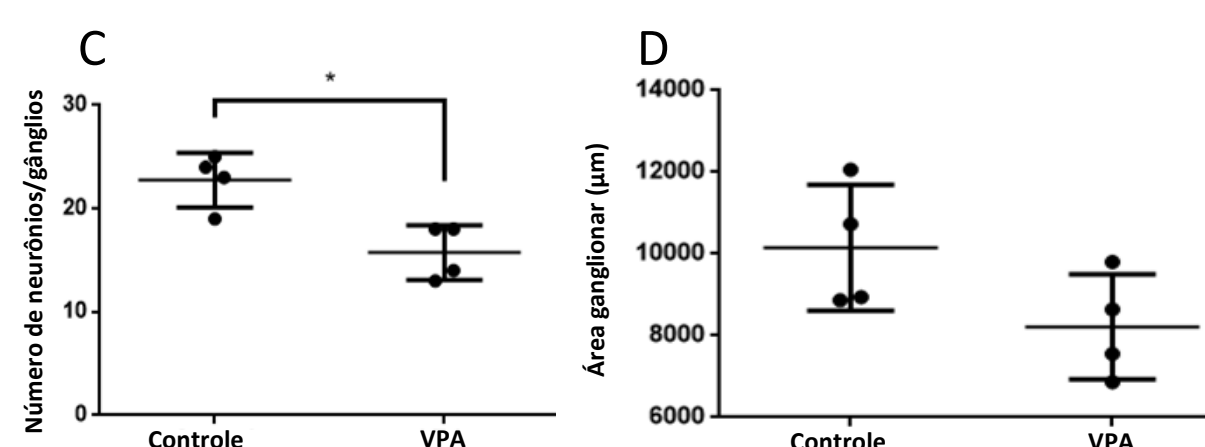 C
*
Número de neurônios/gânglios
30
20
10
0
Controle
VPA
D
Área ganglionar (µm)
14000
12000
10000
8000
6000
Controle
VPA